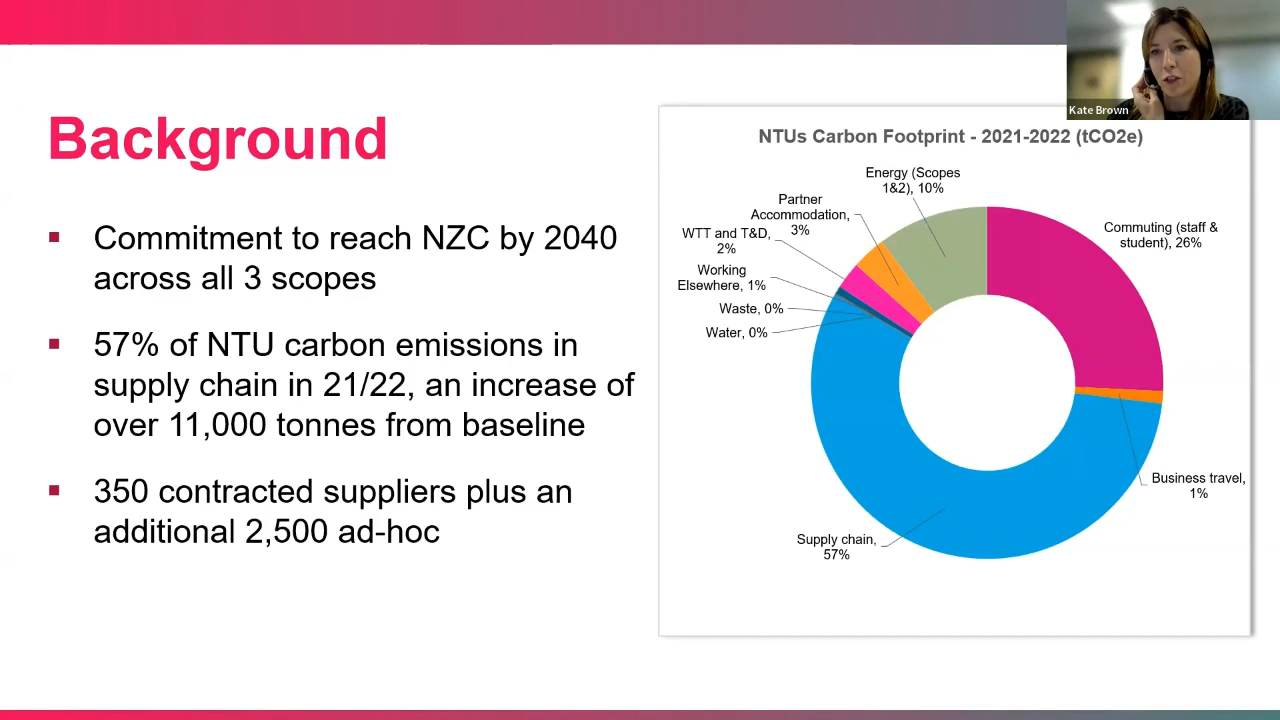 Kate Brown
Background
▪ Commitment to reach NZC by 2040
across all 3 scopes
▪ 57% of NTU carbon emissions in
supply chain in 21/22, an increase of
over 11,000 tonnes from baseline
▪ 350 contracted suppliers plus an
additional 2,500 ad-hoc
NTUs Carbon Footprint - 2021-2022 (tCO2e)
Energy (Scopes
1&2), 10%
Partner
Accommodation,
3%
WTT and T&D,
2%
Working
Elsewhere, 1%
Waste, 0%
Water, 0%
Commuting (staff &
student), 26%
Business travel,
1%
Supply chain,
57%